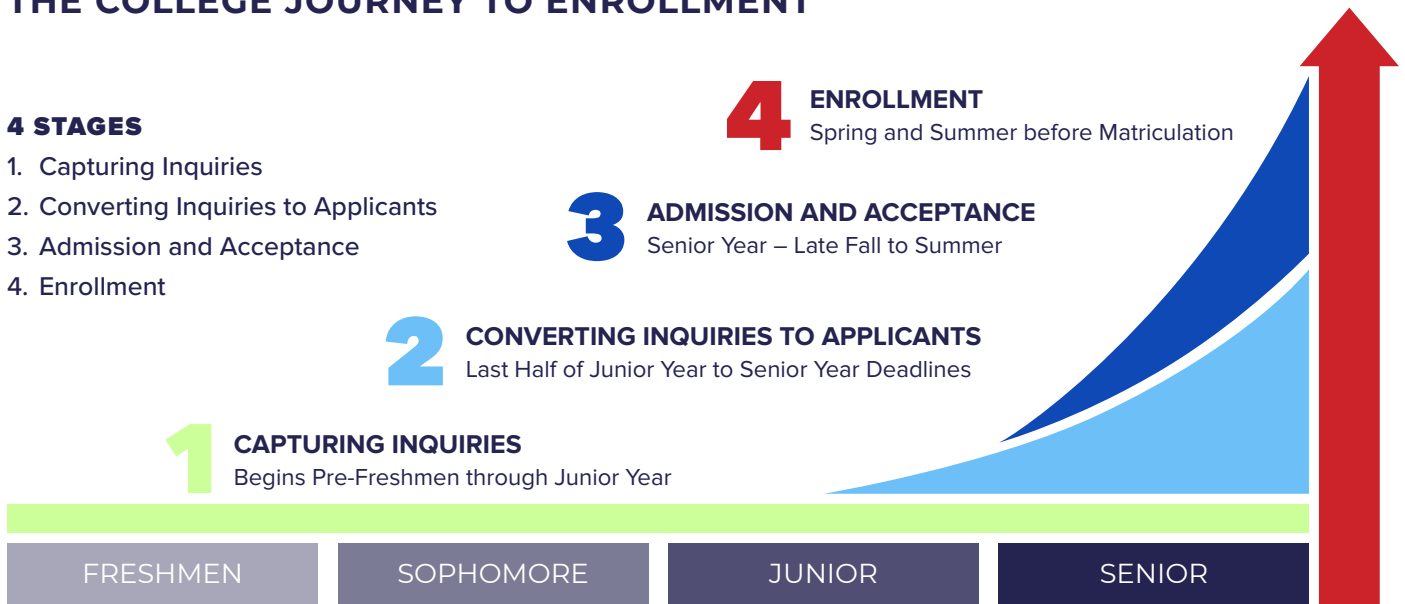 THE COLLEGE JOURNEY TO ENROLLMENT
4 STAGES
1. Capturing Inquiries
2. Converting Inquiries to Applicants
3. Admission and Acceptance
4. Enrollment
4 ENROLLMENT
Spring and Summer before Matriculation
3 ADMISSION AND ACCEPTANCE
Senior Year – Late Fall to Summer
2 CONVERTING INQUIRIES TO APPLICANTS
Last Half of Junior Year to Senior Year Deadlines
1 CAPTURING INQUIRIES
Begins Pre-Freshmen through Junior Year
FRESHMEN SOPHOMORE JUNIOR SENIOR